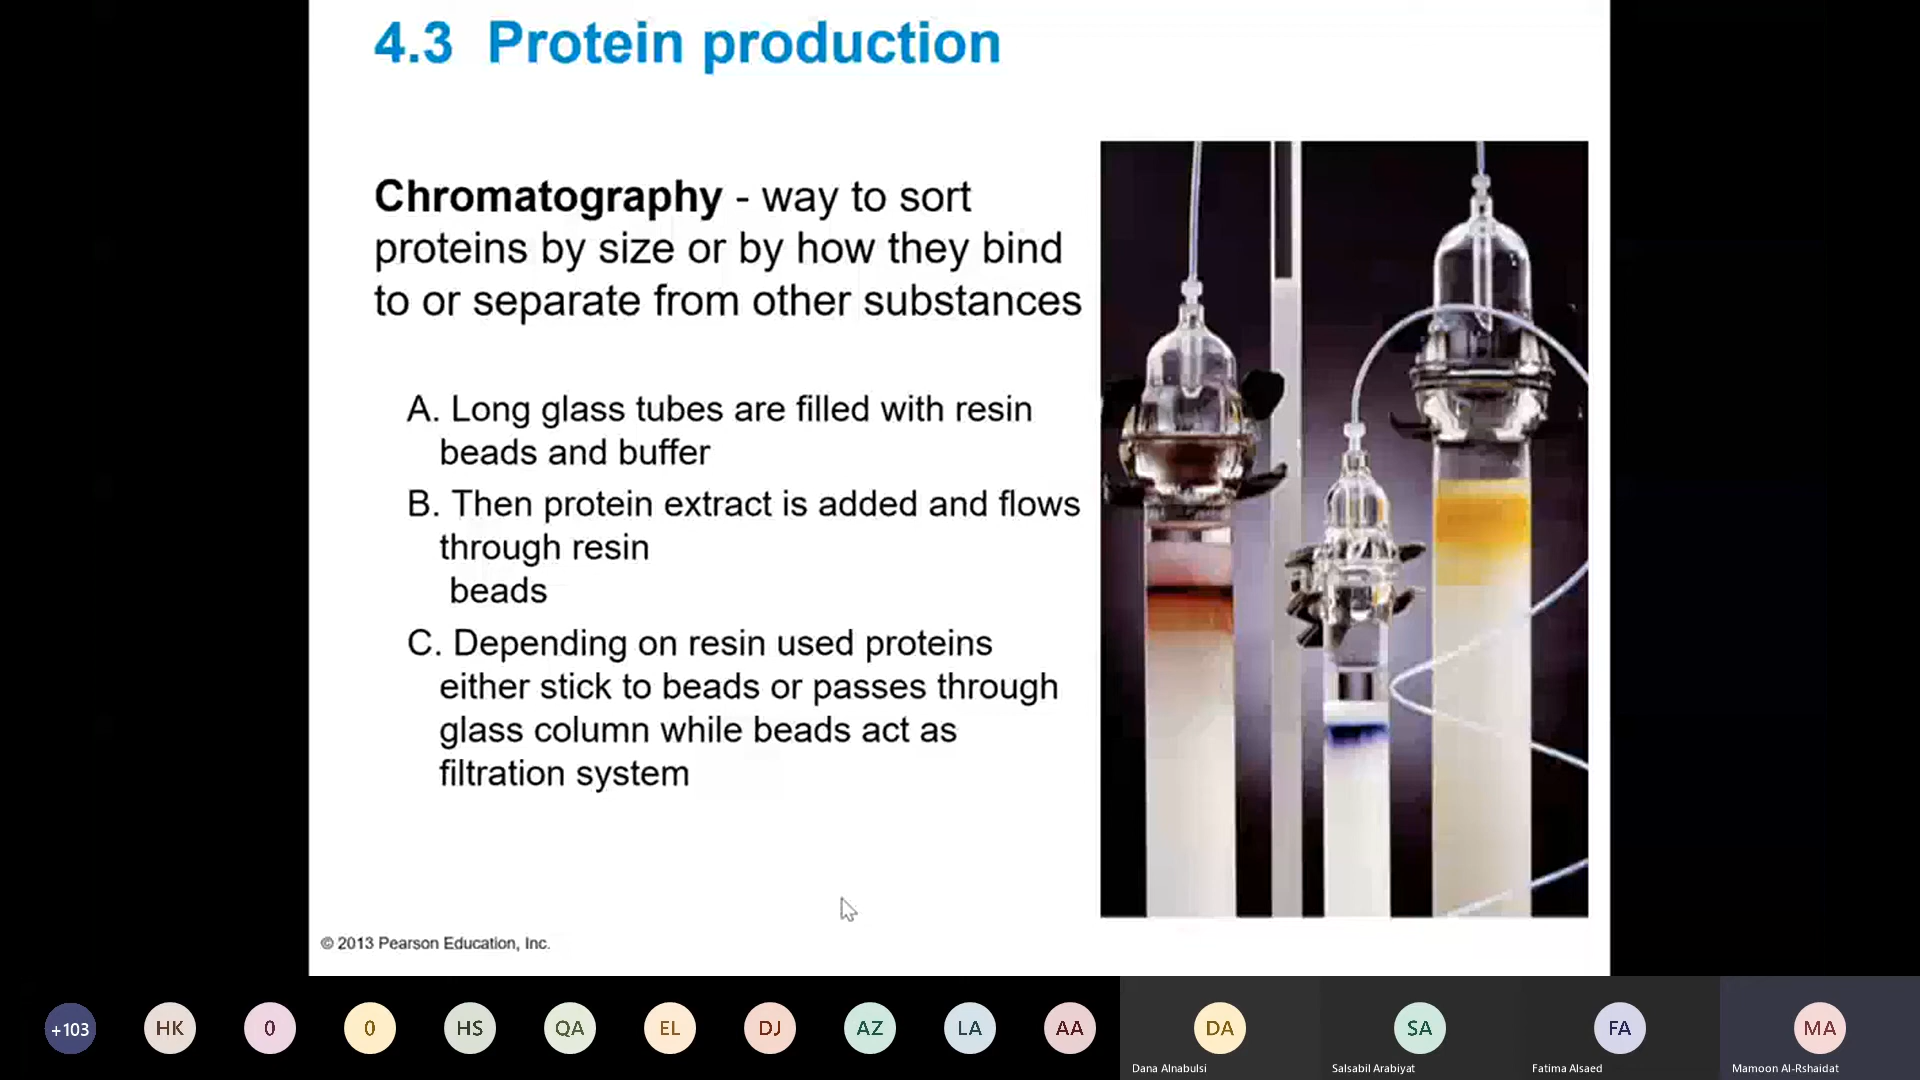 4.3 Protein production
Chromatography - way to sort
proteins by size or by how they bind
to or separate from other substances
A. Long glass tubes are filled with resin
beads and buffer
B. Then protein extract is added and flows
through resin
beads
C. Depending on resin used proteins
either stick to beads or passes through
glass column while beads act as
filtration system
© 2013 Pearson Education, Inc.
+103 HK 0 0 HS QA EL DJ AZ LA AA DA SA FA MA
Dana Alnabulsi Salsabil Arabiyat Fatima Alsaed Mamoon Al-Rshaidat